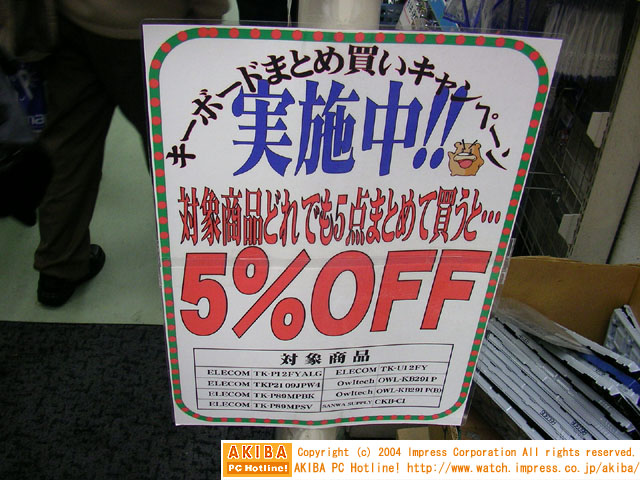 キーボードまとめ買いキャンペーン
実施中!!
対象商品どれでも5点まとめて買うと…
5%OFF
対象商品
ELECOM TK-P12FYALG ELECOM TK-U12FY
ELECOM TKP2109JPW4 Owltech OWL-KB291P
ELECOM TK-P89MPBK Owltech OWL-KB291P(B)
ELECOM TK-P89MPSV SANWA SUPPLY CKB-C1
AKIBA
PC Hotline!
Copyright (c) 2004 Impress Corporation All rights reserved.
AKIBA PC Hotline! http://www.watch.impress.co.jp/akiba/